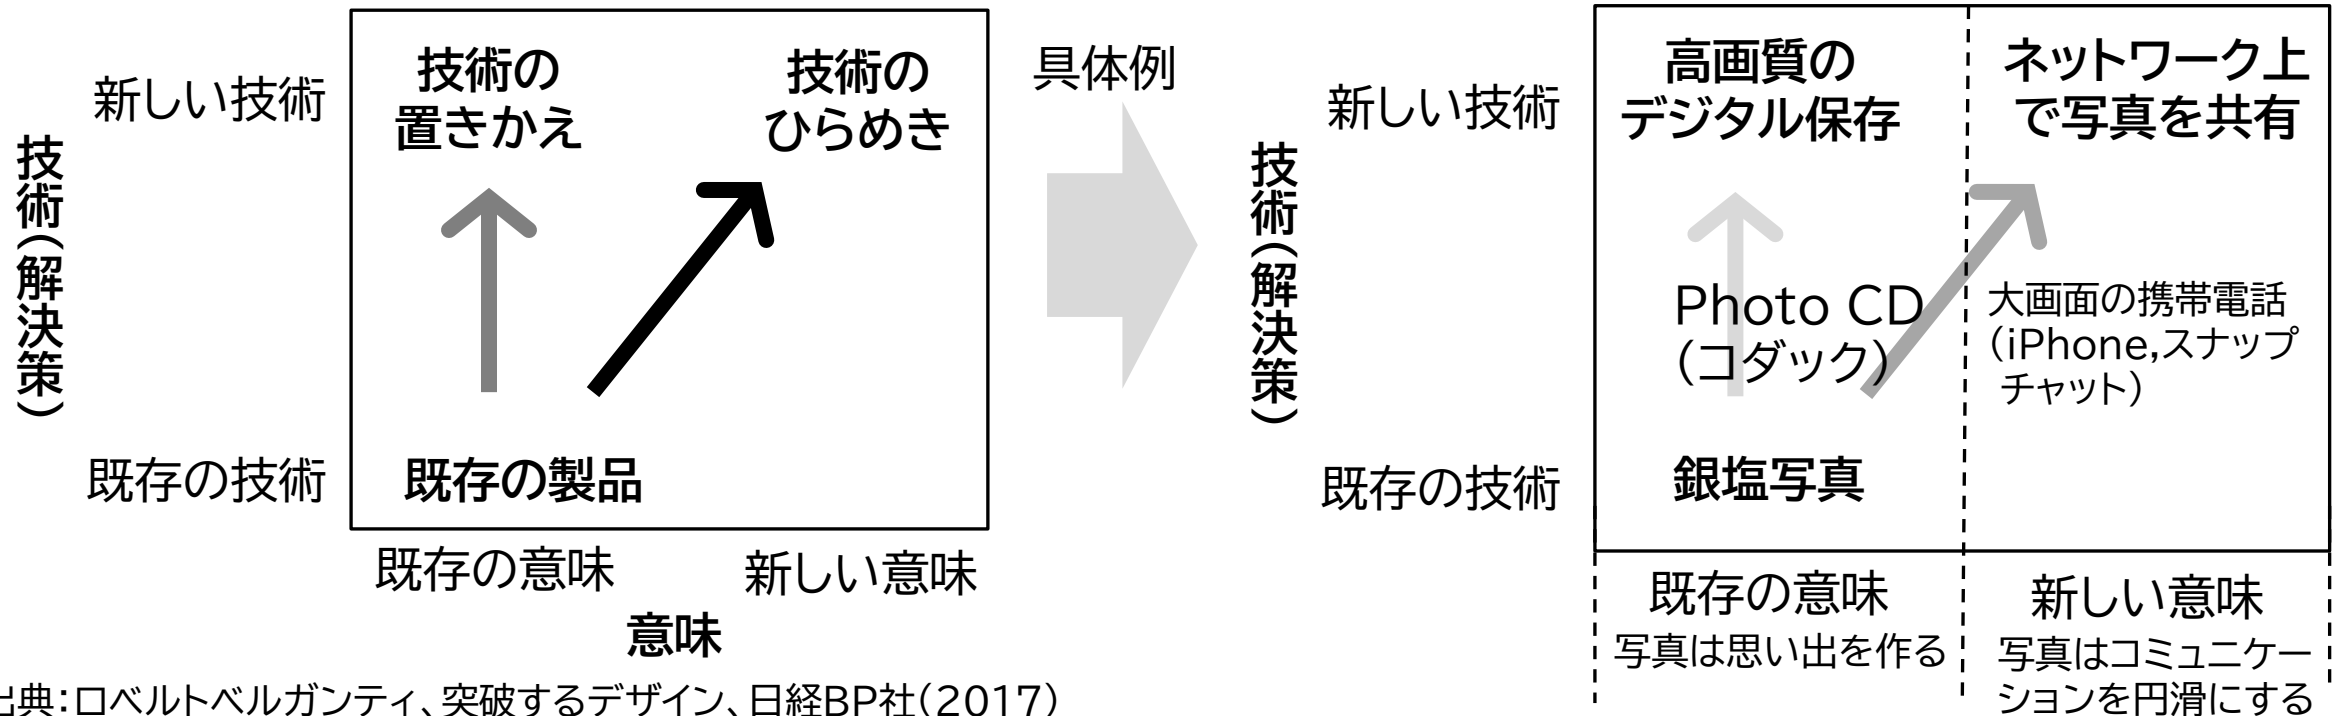 技術の
置きかえ
技術の
ひらめき
新しい技術
技術(解決策)
既存の技術
既存の製品
既存の意味
新しい意味
意味
具体例
高画質の
デジタル保存
ネットワーク上
で写真を共有
新しい技術
技術(解決策)
Photo CD
(コダック)
大画面の携帯電話
(iPhone,スナップ
チャット)
既存の技術
銀塩写真
既存の意味
写真は思い出を作る
新しい意味
写真はコミュニケー
ションを円滑にする
出典:ロベルトベルガンティ、突破するデザイン、日経BP社(2017)